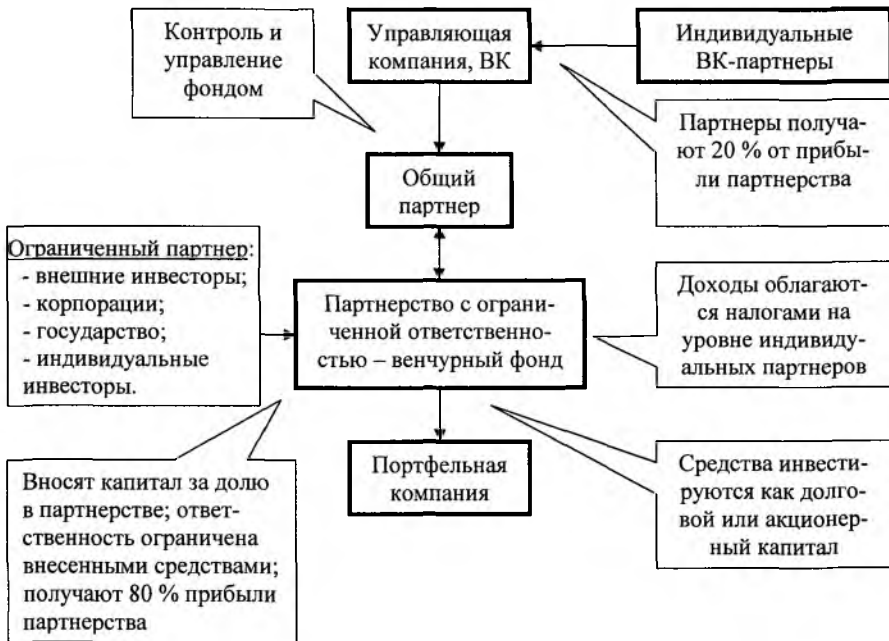 Контроль и
управление
фондом
Управляющая
компания, ВК
Индивидуальные
ВК-партнеры
Партнеры получа-
ют 20 % от прибы-
ли партнерства
Общий
партнер
Ограниченный партнер:
- внешние инвесторы;
- корпорации;
- государство;
- индивидуальные
инвесторы.
Партнерство с ограни-
ченной ответственно-
стью – венчурный фонд
Доходы облагают-
ся налогами на
уровне индивиду-
альных партнеров
Вносят капитал за долю
в партнерстве; ответ-
ственность ограничена
внесенными средствами;
получают 80 % прибыли
партнерства
Портфельная
компания
Средства инвести-
руются как долго-
вой или акционер-
ный капитал